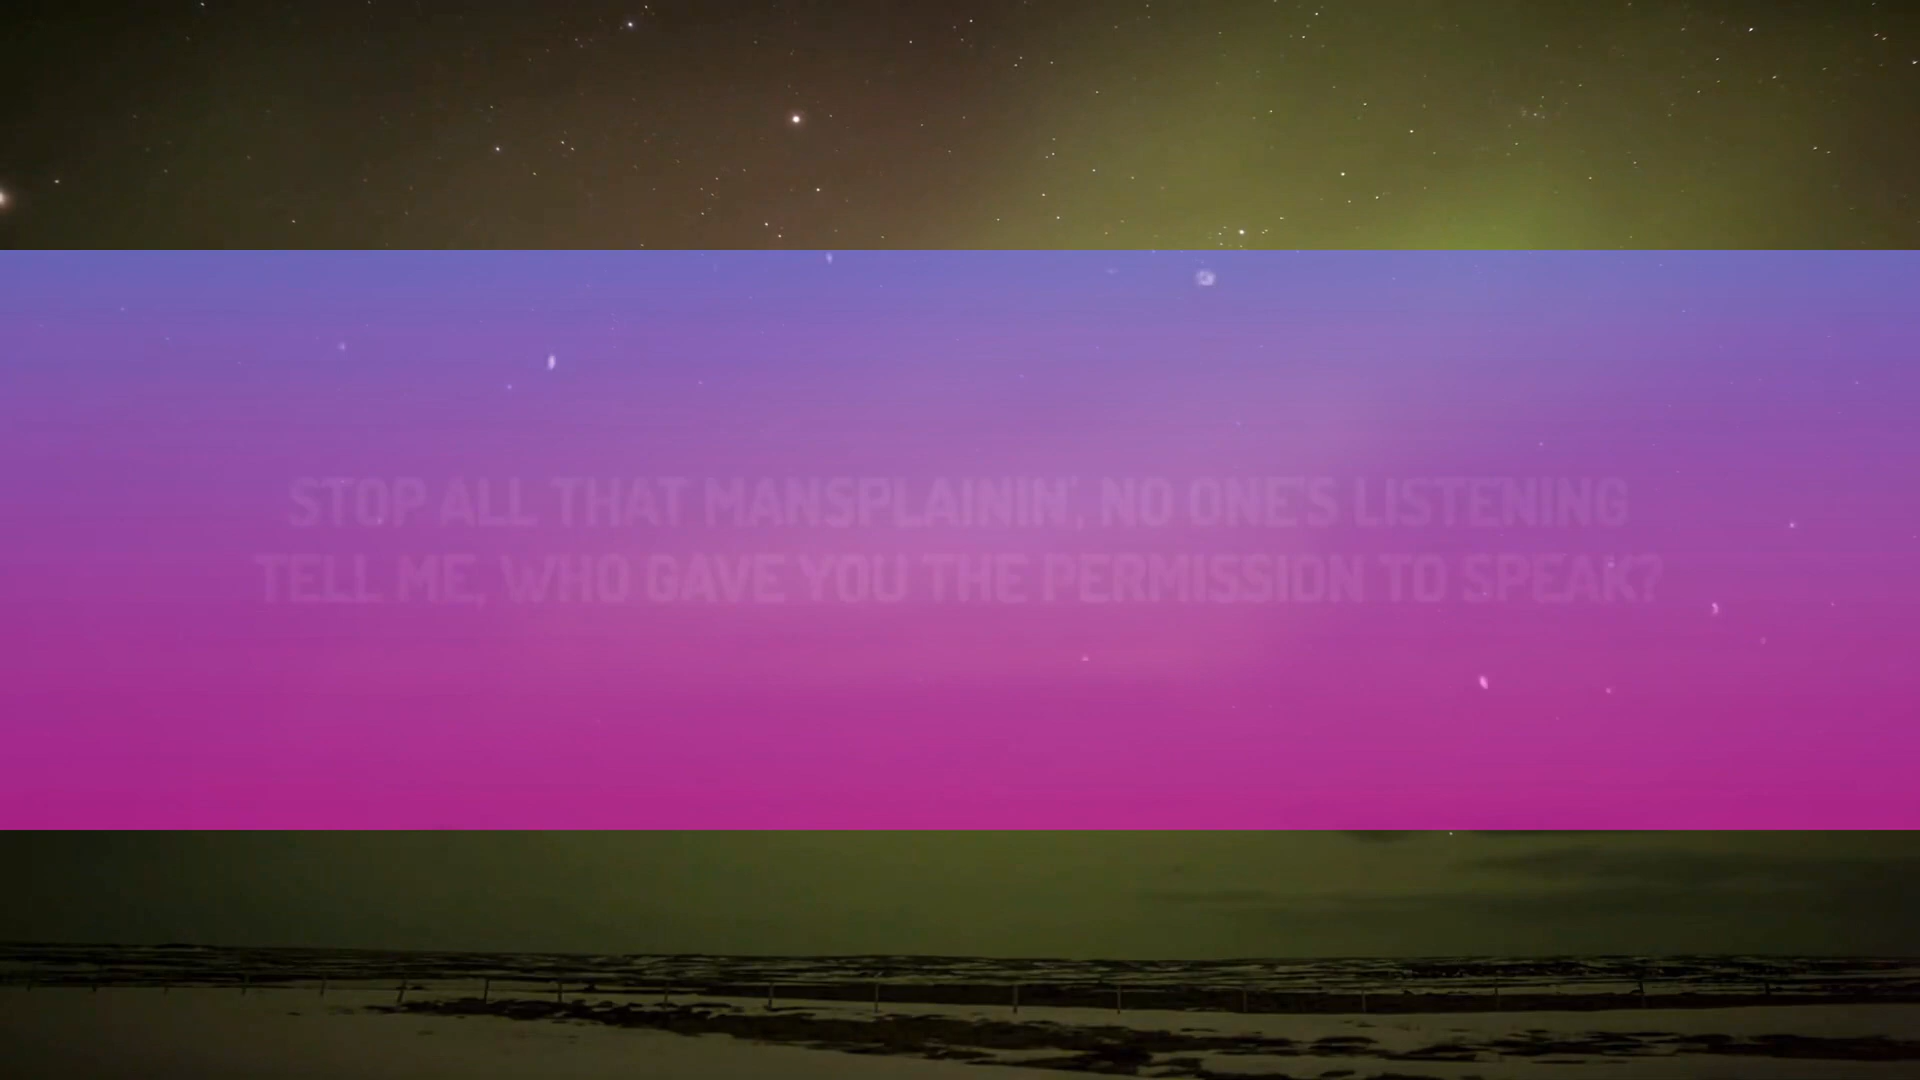 STOP ALL THAT MANSPLAININ', NO ONE'S LISTENING
TELL ME, WHO GAVE YOU THE PERMISSION TO SPEAK?